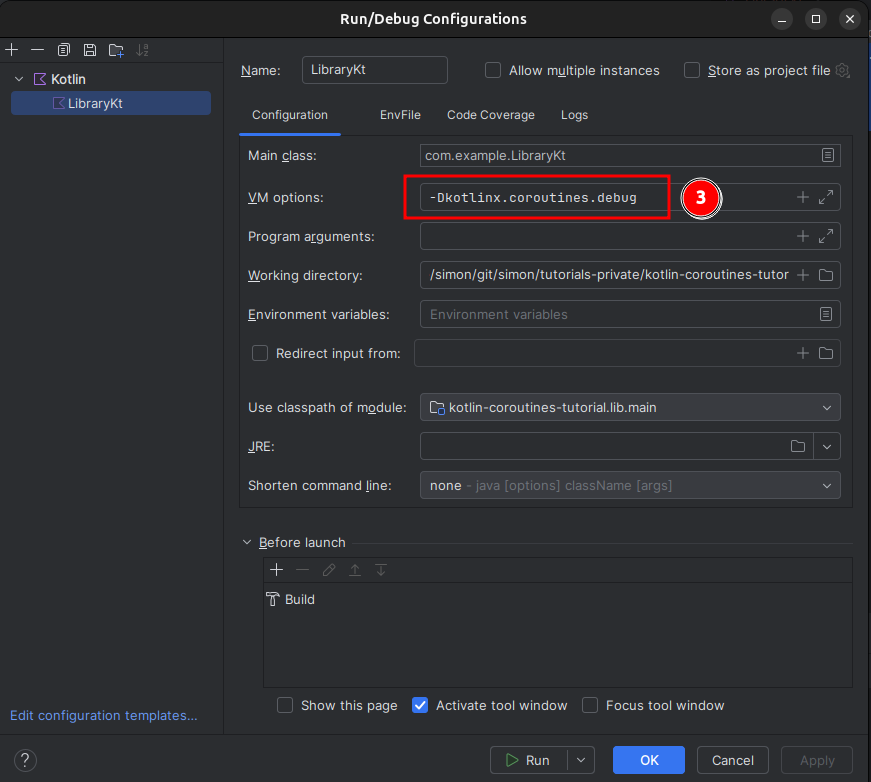 Run/Debug Configurations
Kotlin
LibraryKt
Name: LibraryKt Allow multiple instances Store as project file
Configuration EnvFile Code Coverage Logs
Main class: com.example.LibraryKt
VM options: -Dkotlinx.coroutines.debug 3
Program arguments:
Working directory: /simon/git/simon/tutorials-private/kotlin-coroutines-tutor
Environment variables: Environment variables
Redirect input from:
Use classpath of module: kotlin-coroutines-tutorial.lib.main
JRE:
Shorten command line: none - java [options] className [args]
Before launch
Build
Show this page Activate tool window Focus tool window
Edit configuration templates...
? Run OK Cancel Apply